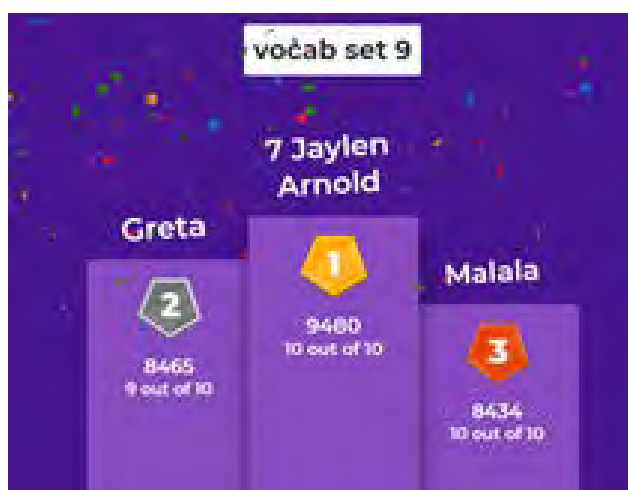 vocab set 9
7 Jaylen
Arnold
Greta
Malala
1
9480
10 out of 10
2
8465
9 out of 10
3
8434
10 out of 10